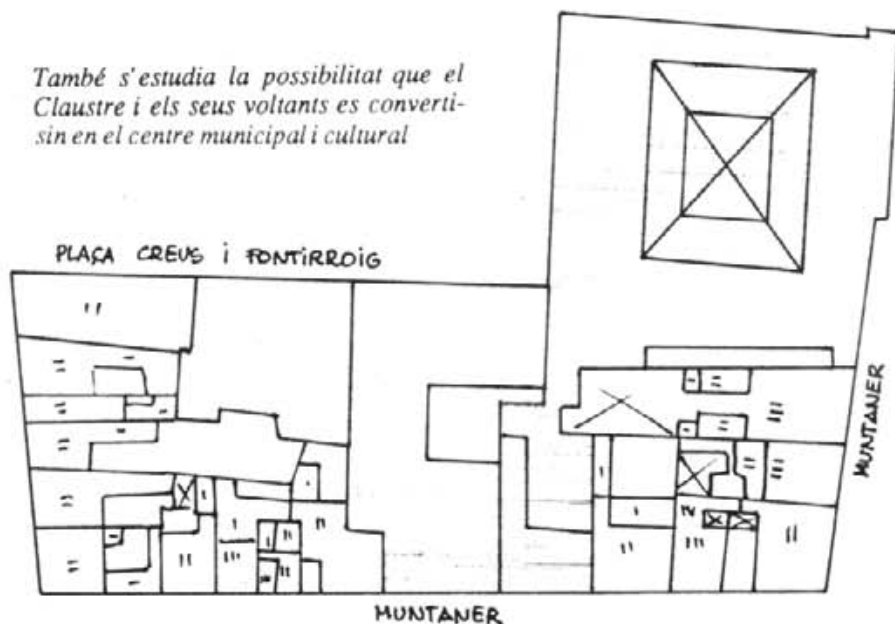 També s'estudia la possibilitat que el
Claustre i els seus voltants es converti-
sin en el centre municipal i cultural
PLAÇA CREUS i FONTIRROIG
MUNTANER
MUNTANER